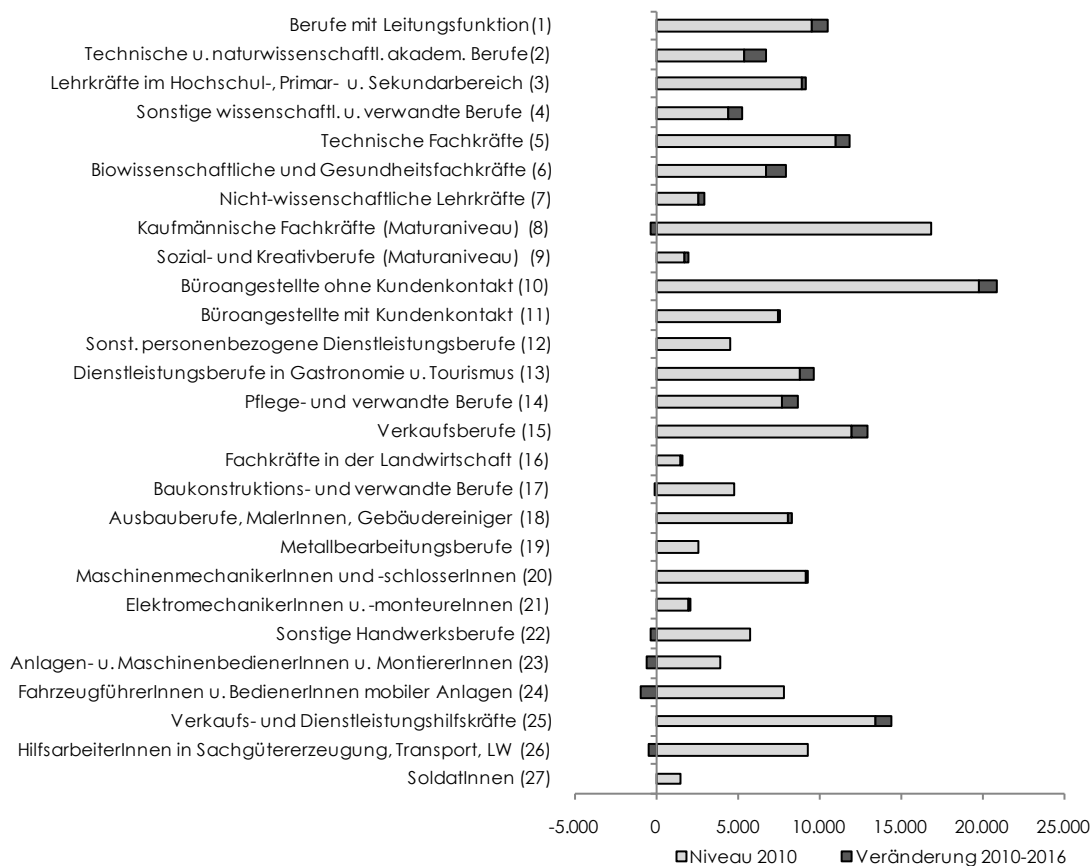 Berufe mit Leitungsfunktion (1)
Technische u. naturwissenschaftl. akadem. Berufe (2)
Lehrkräfte im Hochschul-, Primar- u. Sekundarbereich (3)
Sonstige wissenschaftl. u. verwandte Berufe (4)
Technische Fachkräfte (5)
Biowissenschaftliche und Gesundheitsfachkräfte (6)
Nicht-wissenschaftliche Lehrkräfte (7)
Kaufmännische Fachkräfte (Maturaniveau) (8)
Sozial- und Kreativberufe (Maturaniveau) (9)
Büroangestellte ohne Kundenkontakt (10)
Büroangestellte mit Kundenkontakt (11)
Sonst. personenbezogene Dienstleistungsberufe (12)
Dienstleistungsberufe in Gastronomie u. Tourismus (13)
Pflege- und verwandte Berufe (14)
Verkaufsberufe (15)
Fachkräfte in der Landwirtschaft (16)
Baukonstruktions- und verwandte Berufe (17)
Ausbauberufe, MalerInnen, Gebäudereiniger (18)
Metallbearbeitungsberufe (19)
MaschinenmechanikerInnen und -schlosserInnen (20)
ElektromechanikerInnen u. -monteureInnen (21)
Sonstige Handwerksberufe (22)
Anlagen- u. MaschinenbedienerInnen u. MontiererInnen (23)
FahrzeugführerInnen u. BedienerInnen mobiler Anlagen (24)
Verkaufs- und Dienstleistungshilfskräfte (25)
HilfsarbeiterInnen in Sachgütererzeugung, Transport, LW (26)
SoldatInnen (27)
-5.000 0 5.000 10.000 15.000 20.000 25.000
Niveau 2010 Veränderung 2010-2016